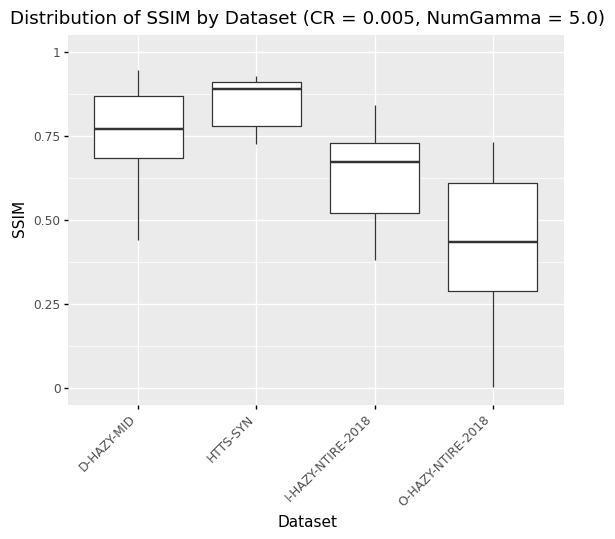 Distribution of SSIM by Dataset (CR = 0.005, NumGamma = 5.0)
SSIM
1
0.75
0.50
0.25
0
D-HAZY-MID
HTTS-SYN
I-HAZY-NTIRE-2018
O-HAZY-NTIRE-2018
Dataset